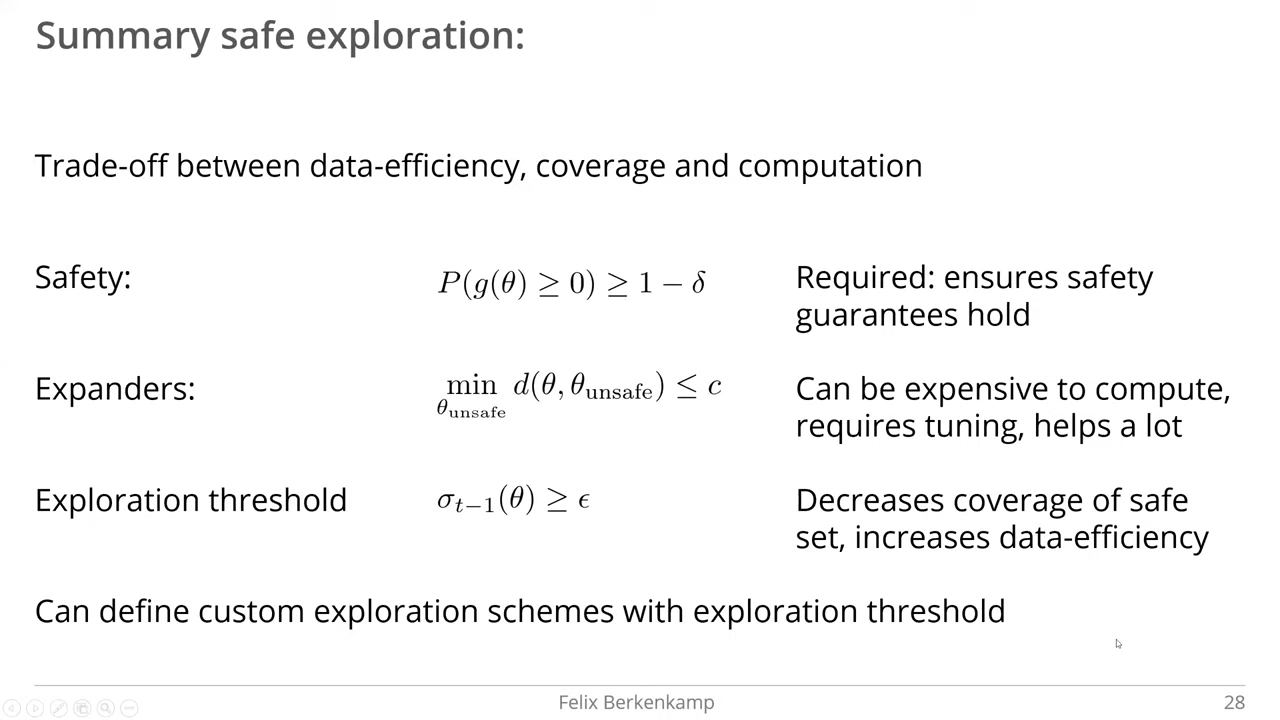 Summary safe exploration:
Trade-off between data-efficiency, coverage and computation
Safety:
P(g(θ) ≥ 0) ≥ 1 − δ
Required: ensures safety
guarantees hold
Expanders:
min d(θ, θunsafe) ≤ c
θunsafe
Can be expensive to compute,
requires tuning, helps a lot
Exploration threshold
σt−1(θ) ≥ ϵ
Decreases coverage of safe
set, increases data-efficiency
Can define custom exploration schemes with exploration threshold
Felix Berkenkamp
28